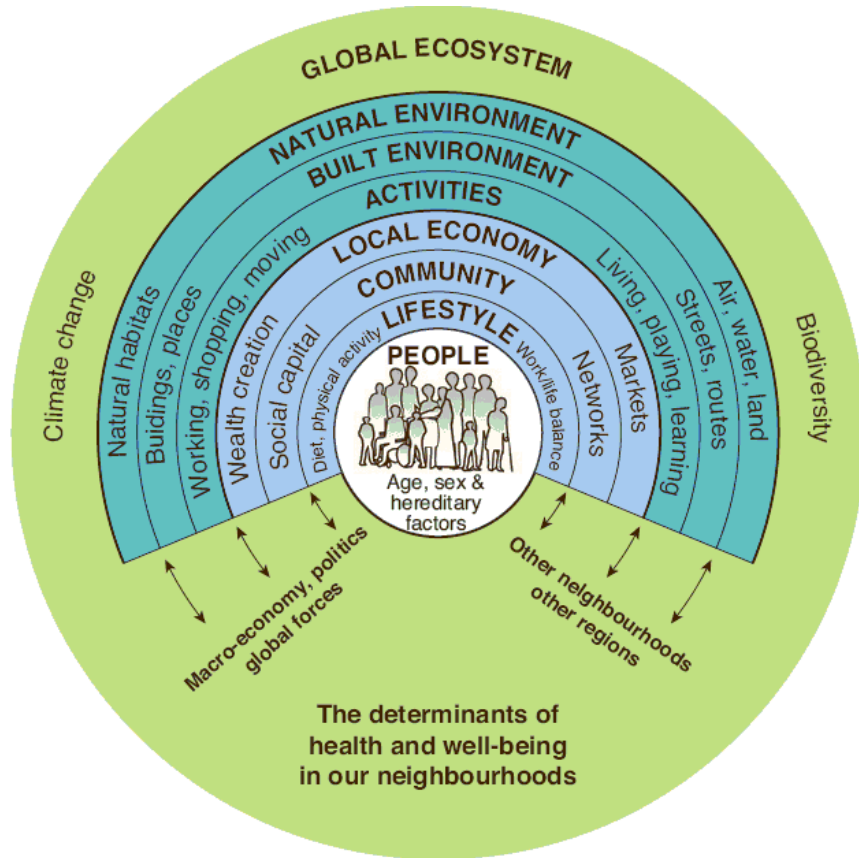 GLOBAL ECOSYSTEM
NATURAL ENVIRONMENT
BUILT ENVIRONMENT
ACTIVITIES
LOCAL ECONOMY
COMMUNITY
LIFESTYLE
PEOPLE
Age, sex &
hereditary
factors
Climate change
Natural habitats
Buidings, places
Working, shopping, moving
Wealth creation
Social capital
Diet, physical activity
Work/life balance
Networks
Markets
Living, playing, learning
Streets, routes
Air, water, land
Biodiversity
Macro-economy, politics
global forces
Other neighbourhoods
other regions
The determinants of
health and well-being
in our neighbourhoods